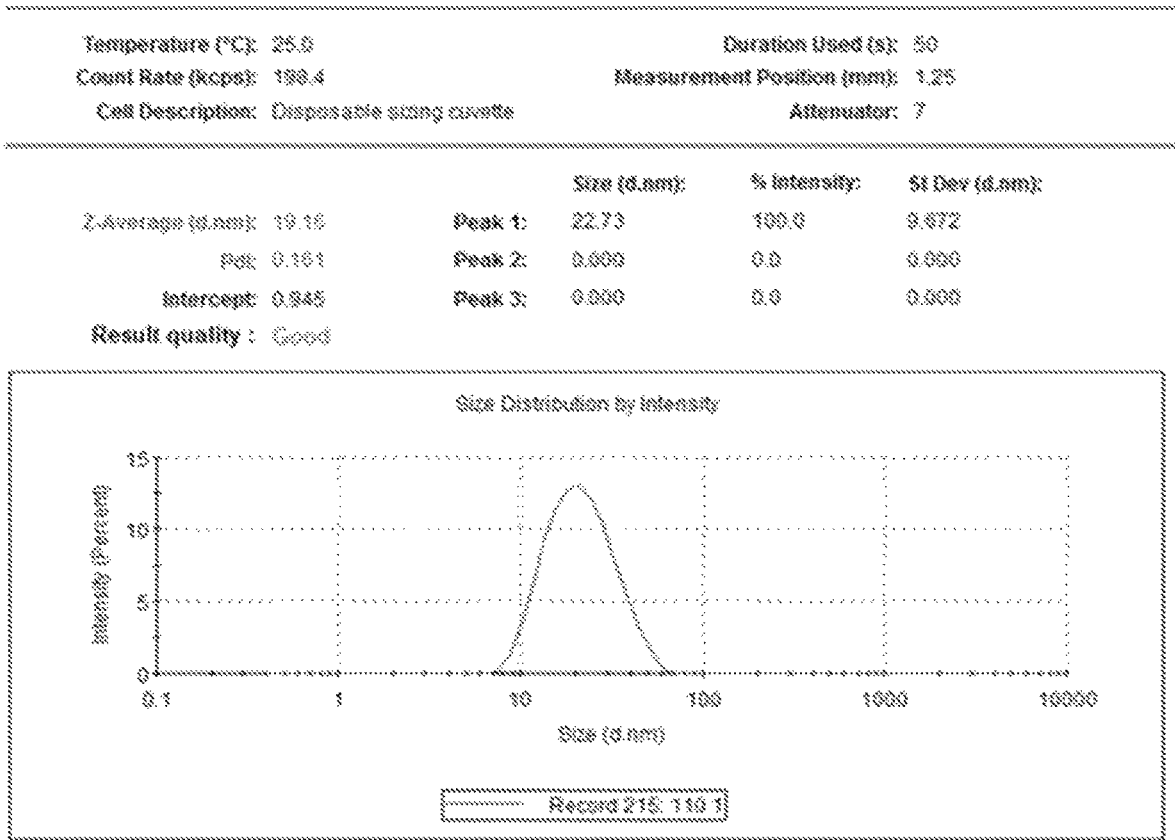 Temperature (°C): 25.0 Duration Used (s): 50
Count Rate (kcps): 198.4 Measurement Position (mm): 1.25
Cell Description: Disposable sizing cuvette Attenuator: 7
Size (d.nm): % Intensity: St Dev (d.nm):
Z-Average (d.nm): Peak 1: 22.73 100.0 9.672
PdI: 0.161 Peak 2: 0.000 0.0 0.000
Intercept: 0.945 Peak 3: 0.000 0.0 0.000
Result quality : Good
Size Distribution by Intensity
15
10
5
0
Intensity (Percent)
0.1 1 10 100 1000 10000
Size (d.nm)
Record 215: 110 1